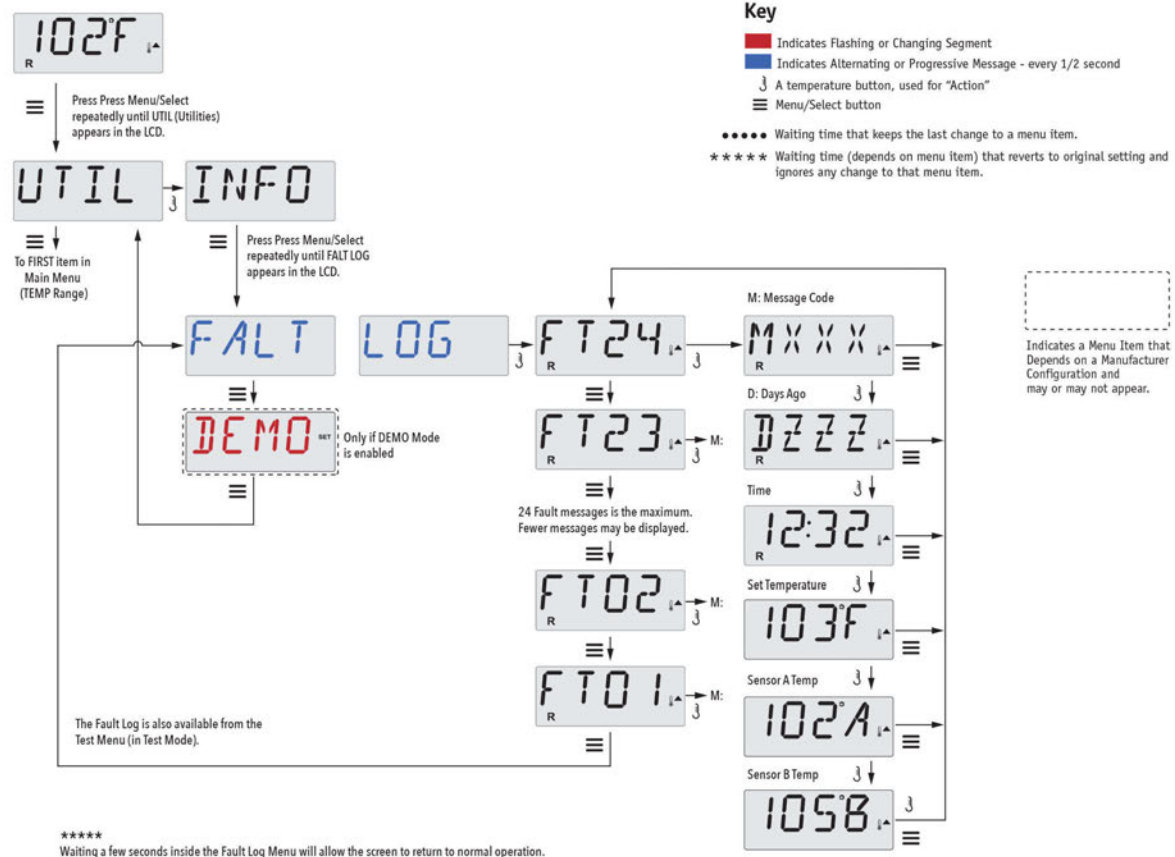 102°F
R
Key
Indicates Flashing or Changing Segment
Indicates Alternating or Progressive Message - every 1/2 second
A temperature button, used for “Action”
Menu/Select button
••••• Waiting time that keeps the last change to a menu item.
***** Waiting time (depends on menu item) that reverts to original setting and
ignores any change to that menu item.
Press Press Menu/Select
repeatedly until UTIL (Utilities)
appears in the LCD.
UTIL
INFO
To FIRST item in
Main Menu
(TEMP Range)
Press Press Menu/Select
repeatedly until FALT LOG
appears in the LCD.
FALT
LOG
FT24
R
M: Message Code
MXXX
R
Indicates a Menu Item that
Depends on a Manufacturer
Configuration and
may or may not appear.
DEMO
SET
Only if DEMO Mode
is enabled
FT23
R
M:
D: Days Ago
DZZZ
R
24 Fault messages is the maximum.
Fewer messages may be displayed.
Time
12:32
R
FT02
R
M:
Set Temperature
103°F
FT01
R
M:
Sensor A Temp
102°A
The Fault Log is also available from the
Test Menu (in Test Mode).
Sensor B Temp
105°B
*****
Waiting a few seconds inside the Fault Log Menu will allow the screen to return to normal operation.